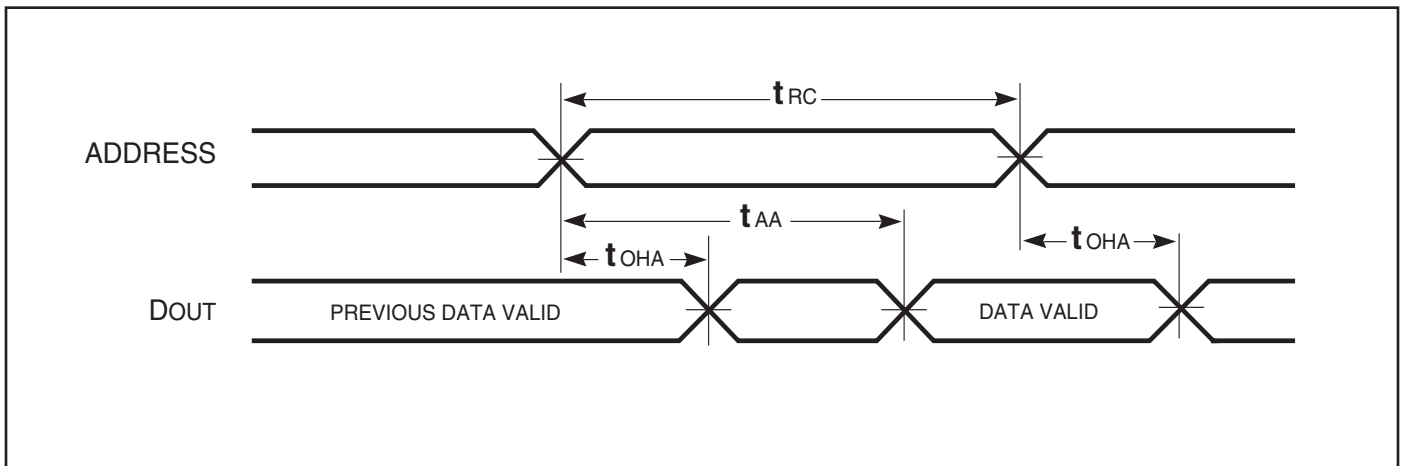 tRC
ADDRESS
tAA
tOHA
tOHA
DOUT
PREVIOUS DATA VALID
DATA VALID